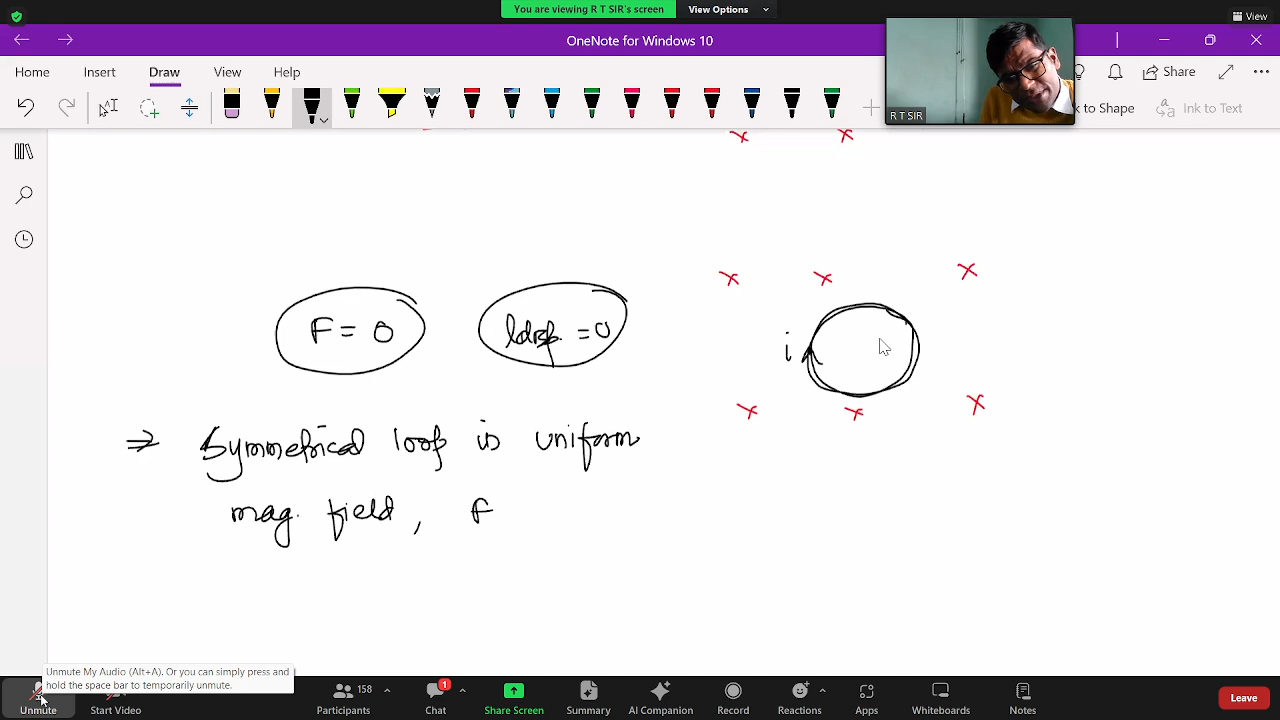 You are viewing R T SIR's screen View Options
View
OneNote for Windows 10
Home Insert Draw View Help
Share
R T SIR
k to Shape
Ink to Text
x x
x x x
F = 0
= 0
i
x x x
⇒ Symmetrical loop is uniform
mag. field, F
Unmute My Audio (Alt+A). Or you can simply press and
hold the space bar to temporarily unmute.
Unmute Start Video 158 Participants 1 Chat Share Screen Summary AI Companion Record Reactions Apps Whiteboards Notes Leave